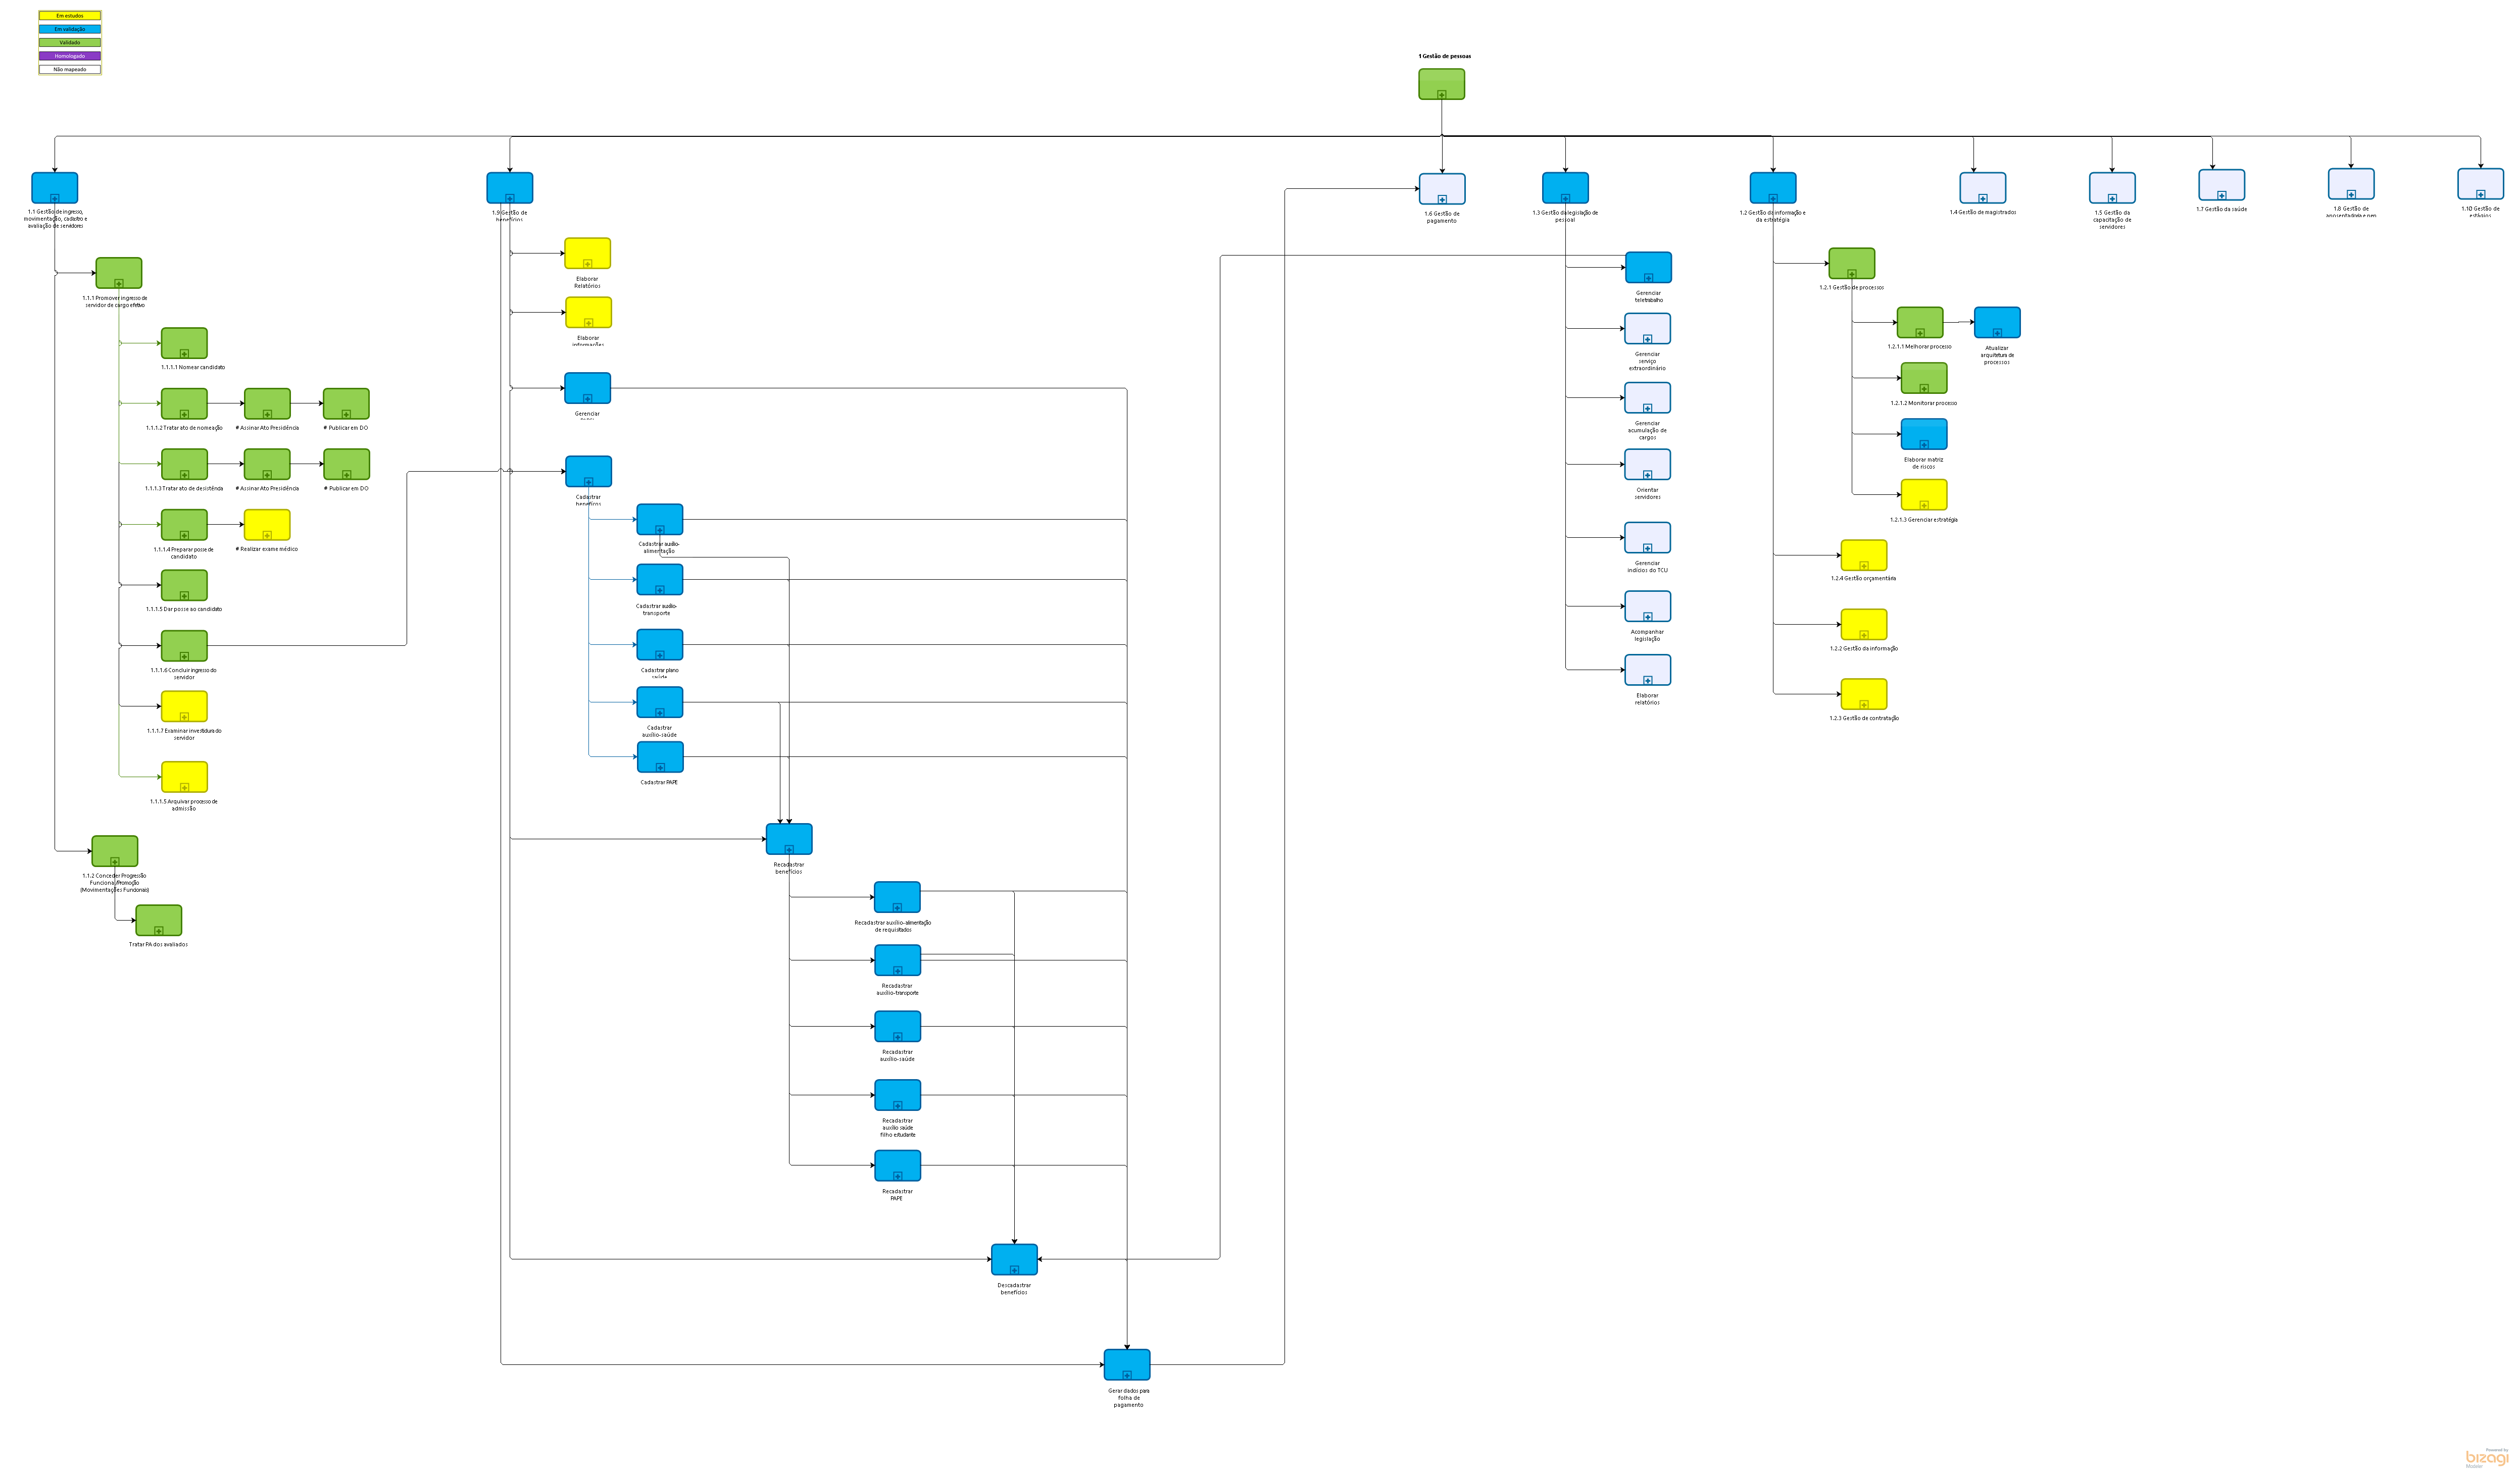 Em estudos
Em validação
Validado
Homologado
Não mapeado
1 Gestão de pessoas
1.1 Gestão de ingresso,
movimentação, cadastro e
avaliação de servidores
1.9 Gestão de
benefícios
1.6 Gestão de
pagamento
1.3 Gestão da legislação de
pessoal
1.2 Gestão da informação e
da estratégia
1.4 Gestão de magistrados
1.5 Gestão da
capacitação de
servidores
1.7 Gestão da saúde
1.8 Gestão de
aposentadoria e pen
1.10 Gestão de
estágios
1.1.1 Promover ingresso de
servidor de cargo efetivo
1.1.1.1 Nomear candidato
1.1.1.2 Tratar ato de nomeação
# Assinar Ato Presidência
# Publicar em DO
1.1.1.3 Tratar ato de desistência
# Assinar Ato Presidência
# Publicar em DO
1.1.1.4 Preparar posse de
candidato
# Realizar exame médico
1.1.1.5 Dar posse ao candidato
1.1.1.6 Concluir ingresso do
servidor
1.1.1.7 Examinar investidura do
servidor
1.1.1.5 Arquivar processo de
admissão
1.1.2 Conceder Progressão
Funcional/Promoção
(Movimentações Funcionais)
Tratar PA dos avaliados
Elaborar
Relatórios
Elaborar
informações
Gerenciar
Cadastrar
benefícios
Cadastrar auxílio-
alimentação
Cadastrar auxílio-
transporte
Cadastrar plano
saúde
Cadastrar
auxílio-saúde
Cadastrar PAPE
Recadastrar
benefícios
Recadastrar auxílio-alimentação
de requisitados
Recadastrar
auxílio-transporte
Recadastrar
auxílio-saúde
Recadastrar
auxílio saúde
filho estudante
Recadastrar
PAPE
Descadastrar
benefícios
Gerar dados para
folha de
pagamento
Gerenciar
teletrabalho
Gerenciar
serviço
extraordinário
Gerenciar
acumulação de
cargos
Orientar
servidores
Gerenciar
indícios do TCU
Acompanhar
legislação
Elaborar
relatórios
1.2.1 Gestão de processos
1.2.1.1 Melhorar processo
Atualizar
arquitetura de
processos
1.2.1.2 Monitorar processo
Elaborar matriz
de riscos
1.2.1.3 Gerenciar estratégia
1.2.4 Gestão orçamentária
1.2.2 Gestão da informação
1.2.3 Gestão de contratação
Powered by
bizagi
Modeler